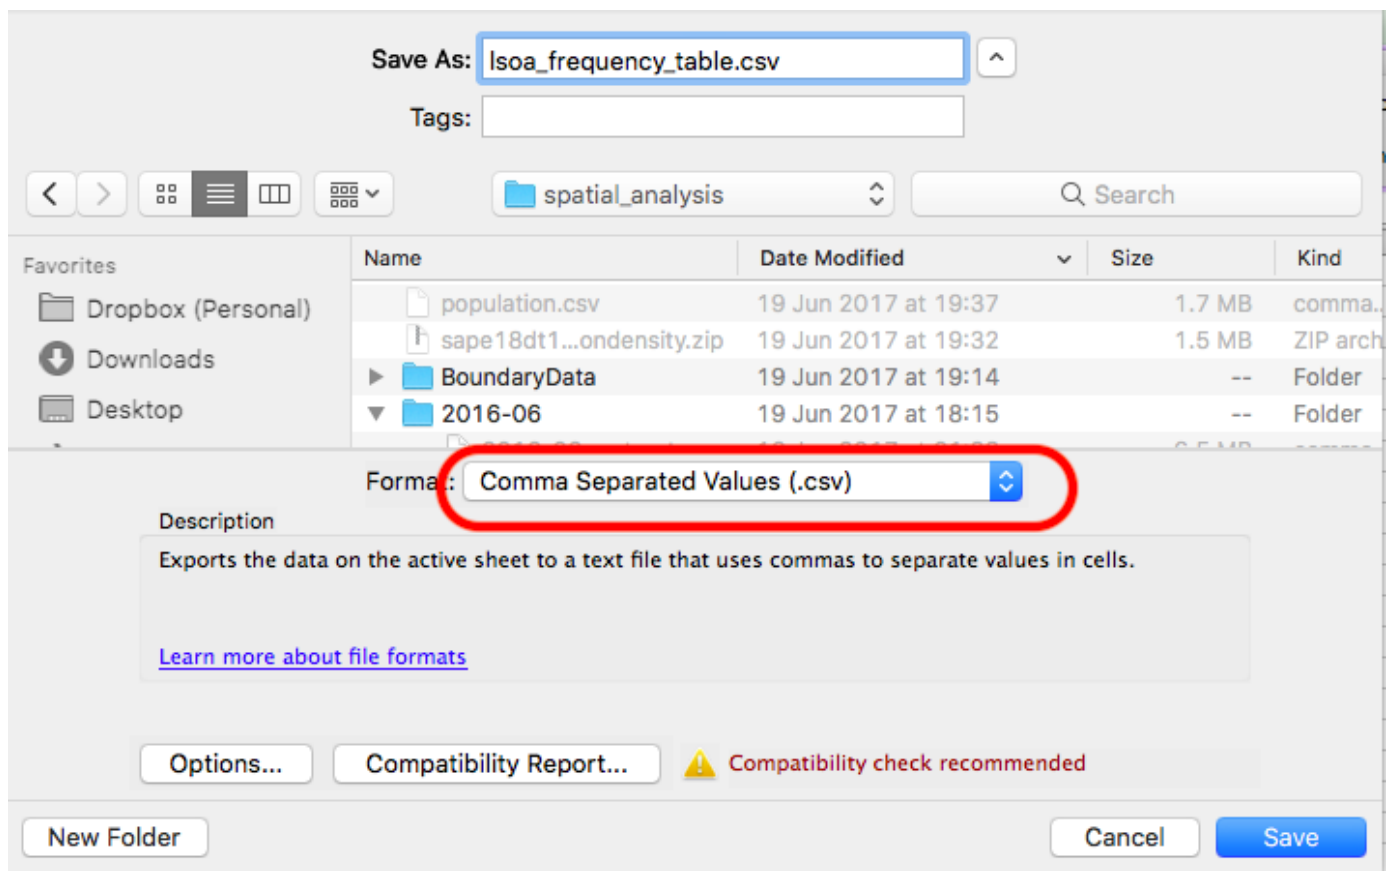 Save As: lsoa_frequency_table.csv
Tags:
spatial_analysis Search
Favorites
Dropbox (Personal)
Downloads
Desktop
Name Date Modified Size Kind
population.csv 19 Jun 2017 at 19:37 1.7 MB comma..
sape18dt1...ondensity.zip 19 Jun 2017 at 19:32 1.5 MB ZIP arch
BoundaryData 19 Jun 2017 at 19:14 -- Folder
2016-06 19 Jun 2017 at 18:15 -- Folder
Format: Comma Separated Values (.csv)
Description
Exports the data on the active sheet to a text file that uses commas to separate values in cells.
Learn more about file formats
Options... Compatibility Report... Compatibility check recommended
New Folder Cancel Save